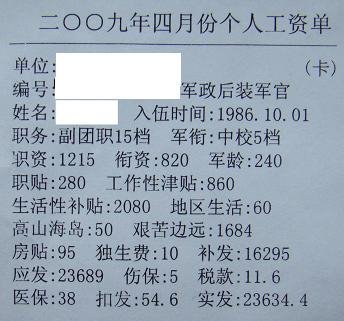 二〇〇九年四月份个人工资单
单位: (卡)
编号: 军政后装军官
姓名: 入伍时间:1986.10.01
职务:副团职15档 军衔:中校5档
职资:1215 衔资:820 军龄:240
职贴:280 工作性津贴:860
生活性补贴:2080 地区生活:60
高山海岛:50 艰苦边远:1684
房贴:95 独生费:10 补发:16295
应发:23689 伤保:5 税款:11.6
医保:38 扣发:54.6 实发:23634.4